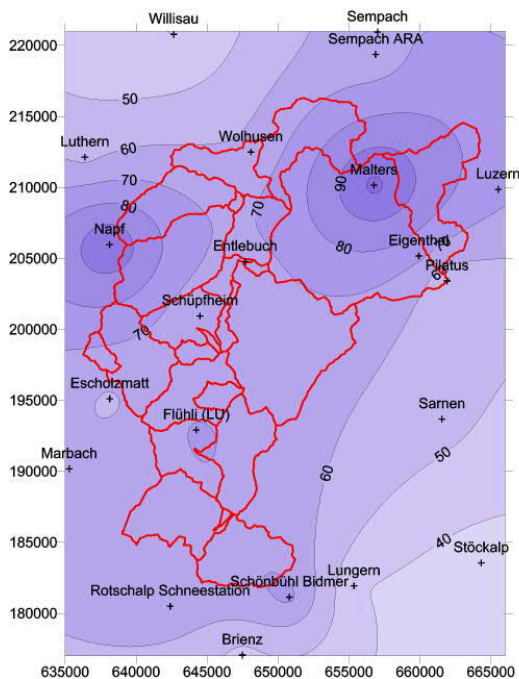 Willisau
Sempach
220000
Sempach ARA
50
215000
Wolhusen
60
Luthern
70
Malters
90
Luzern
210000
80
70
Napf
80
Eigenthal
70
Entlebuch
205000
Pilatus
60
Schüpfheim
200000
70
Escholzmatt
195000
Sarnen
Flühli (LU)
50
Marbach
60
190000
185000
40
Stöckalp
Lungern
Rotschalp Schneestation
Schönbühl Bidmer
180000
Brienz
635000 640000 645000 650000 655000 660000 665000